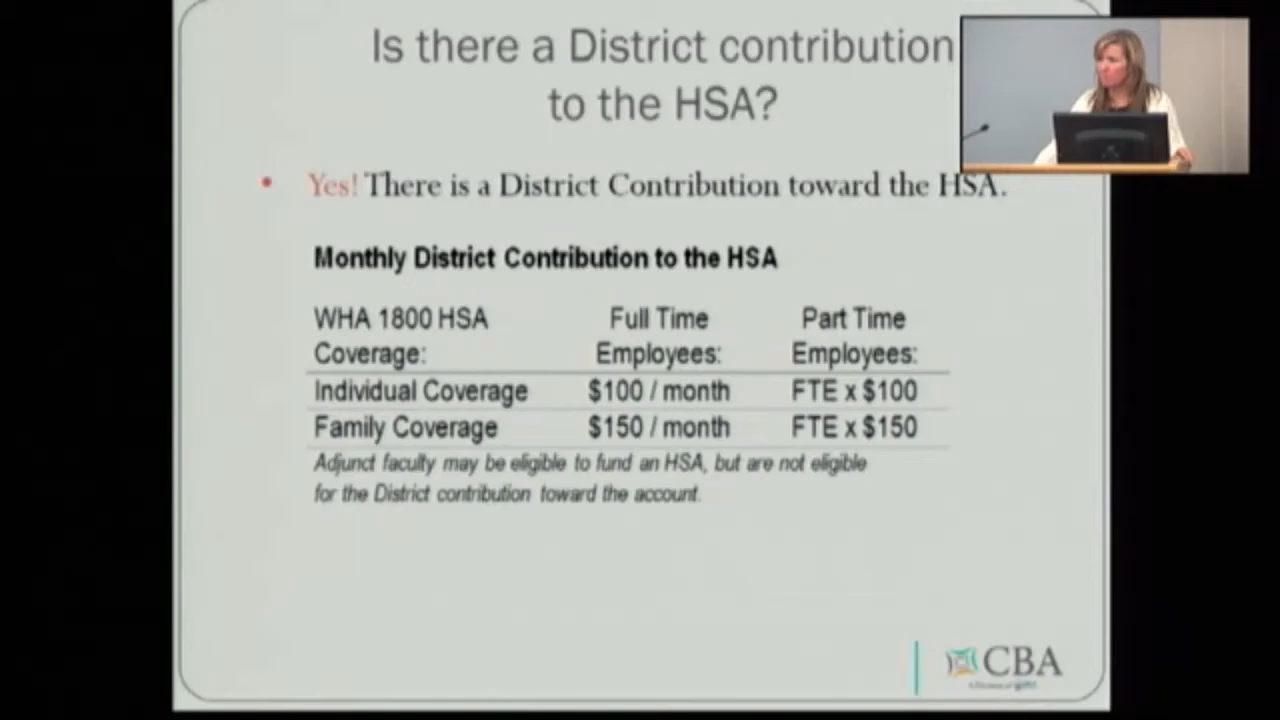 Is there a District contribution
to the HSA?
• Yes! There is a District Contribution toward the HSA.
Monthly District Contribution to the HSA
WHA 1800 HSA Full Time Part Time
Coverage: Employees: Employees:
Individual Coverage $100 / month FTE x $100
Family Coverage $150 / month FTE x $150
Adjunct faculty may be eligible to fund an HSA, but are not eligible
for the District contribution toward the account.
CBA